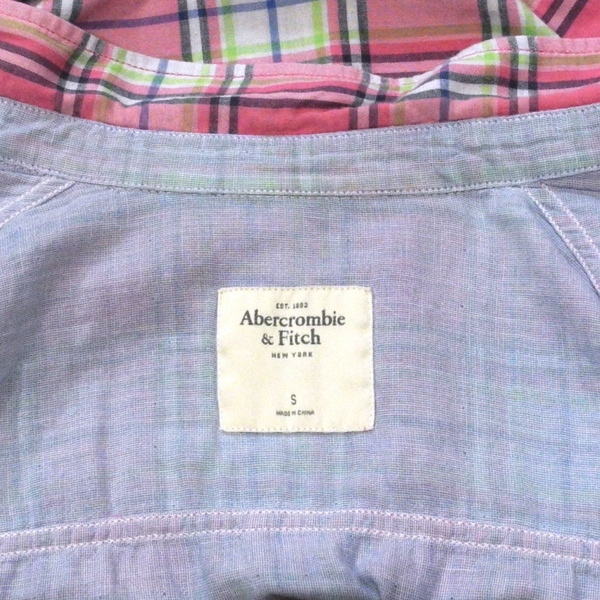 EST. 1892
Abercrombie
& Fitch
NEW YORK
S
MADE IN CHINA